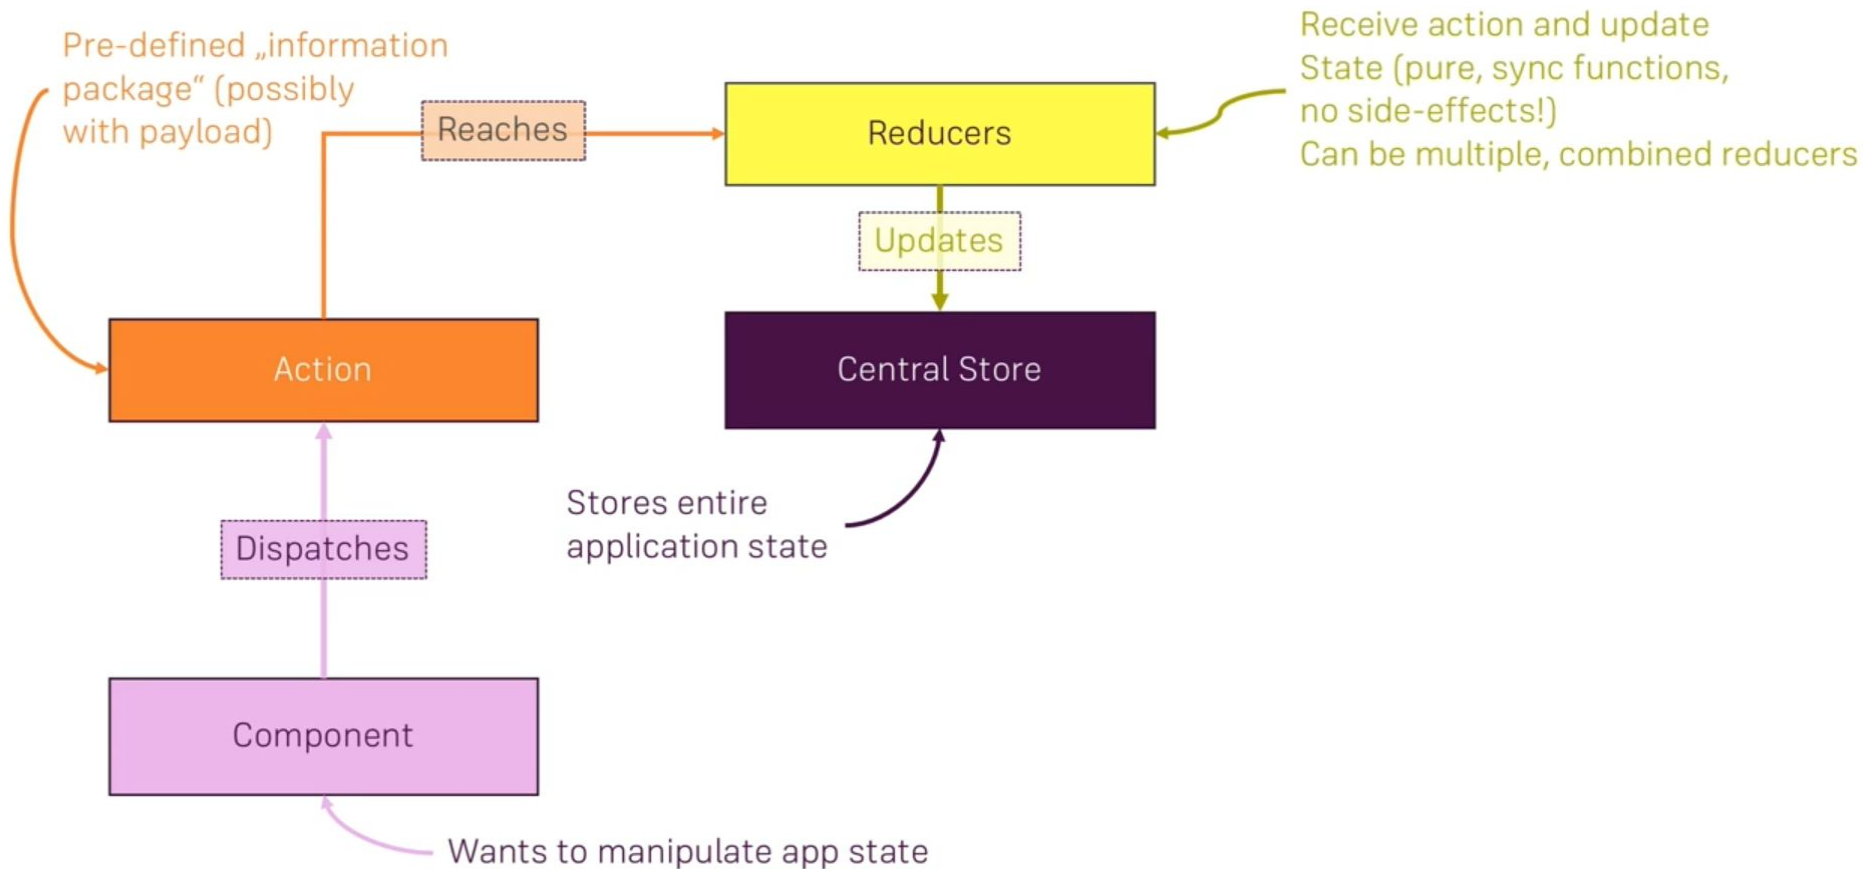 Pre-defined „information
package“ (possibly
with payload)
Reaches
Reducers
Receive action and update
State (pure, sync functions,
no side-effects!)
Can be multiple, combined reducers
Updates
Action
Central Store
Stores entire
application state
Dispatches
Component
Wants to manipulate app state